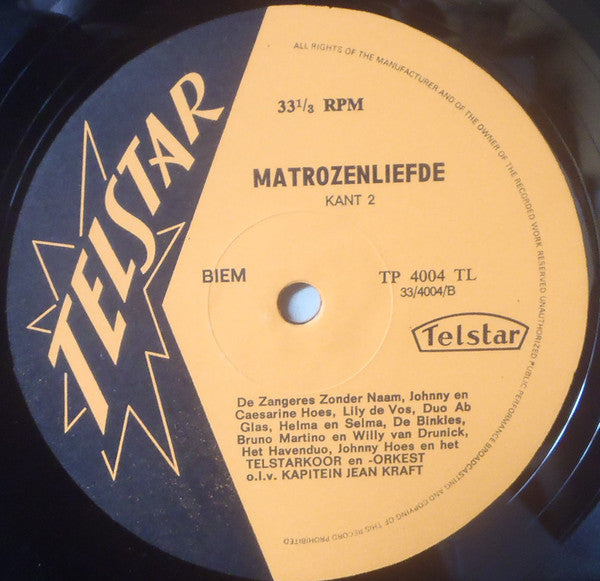 TELSTAR
ALL RIGHTS OF THE MANUFACTURER AND OF THE OWNER OF THE RECORDED WORK RESERVED UNAUTHORIZED PUBLIC PERFORMANCE BROADCASTING AND COPYING OF THIS RECORD PROHIBITED
33 1/3 RPM
MATROZENLIEFDE
KANT 2
BIEM
TP 4004 TL
33/4004/B
Telstar
De Zangeres Zonder Naam, Johnny en
Caesarine Hoes, Lily de Vos, Duo Ab
Glas, Helma en Selma, De Binkies,
Bruno Martino en Willy van Drunick,
Het Havenduo, Johnny Hoes en het
TELSTARKOOR en -ORKEST
o.l.v. KAPITEIN JEAN KRAFT